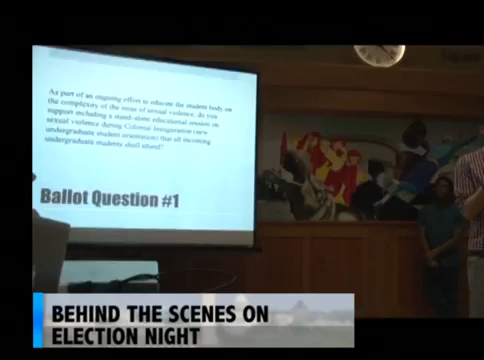 As part of an ongoing effort to educate the student body on
the complexity of the issue of sexual violence, do you
support including a stand-alone educational session on
sexual violence during Colonial Inauguration (new
undergraduate student orientation) that all incoming
undergraduate students shall attend?
Ballot Question #1
BEHIND THE SCENES ON
ELECTION NIGHT